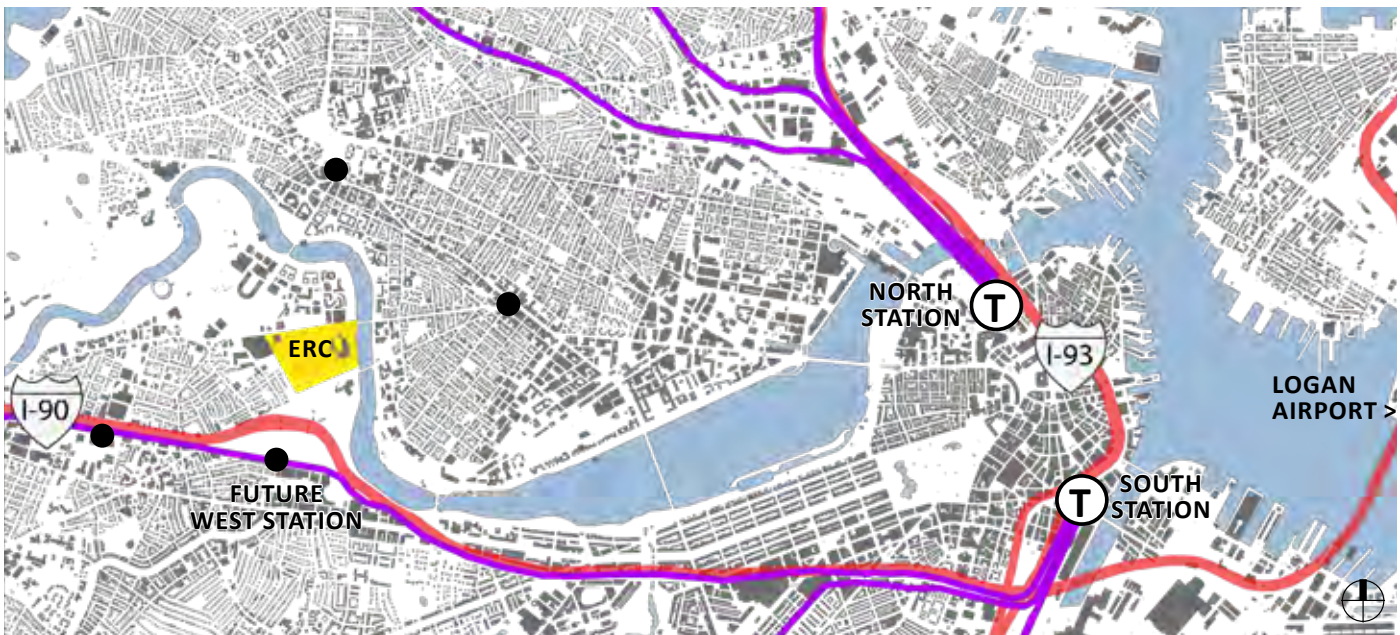 NORTH
STATION
T
I-93
ERC
LOGAN
AIRPORT >
I-90
FUTURE
WEST STATION
T
SOUTH
STATION